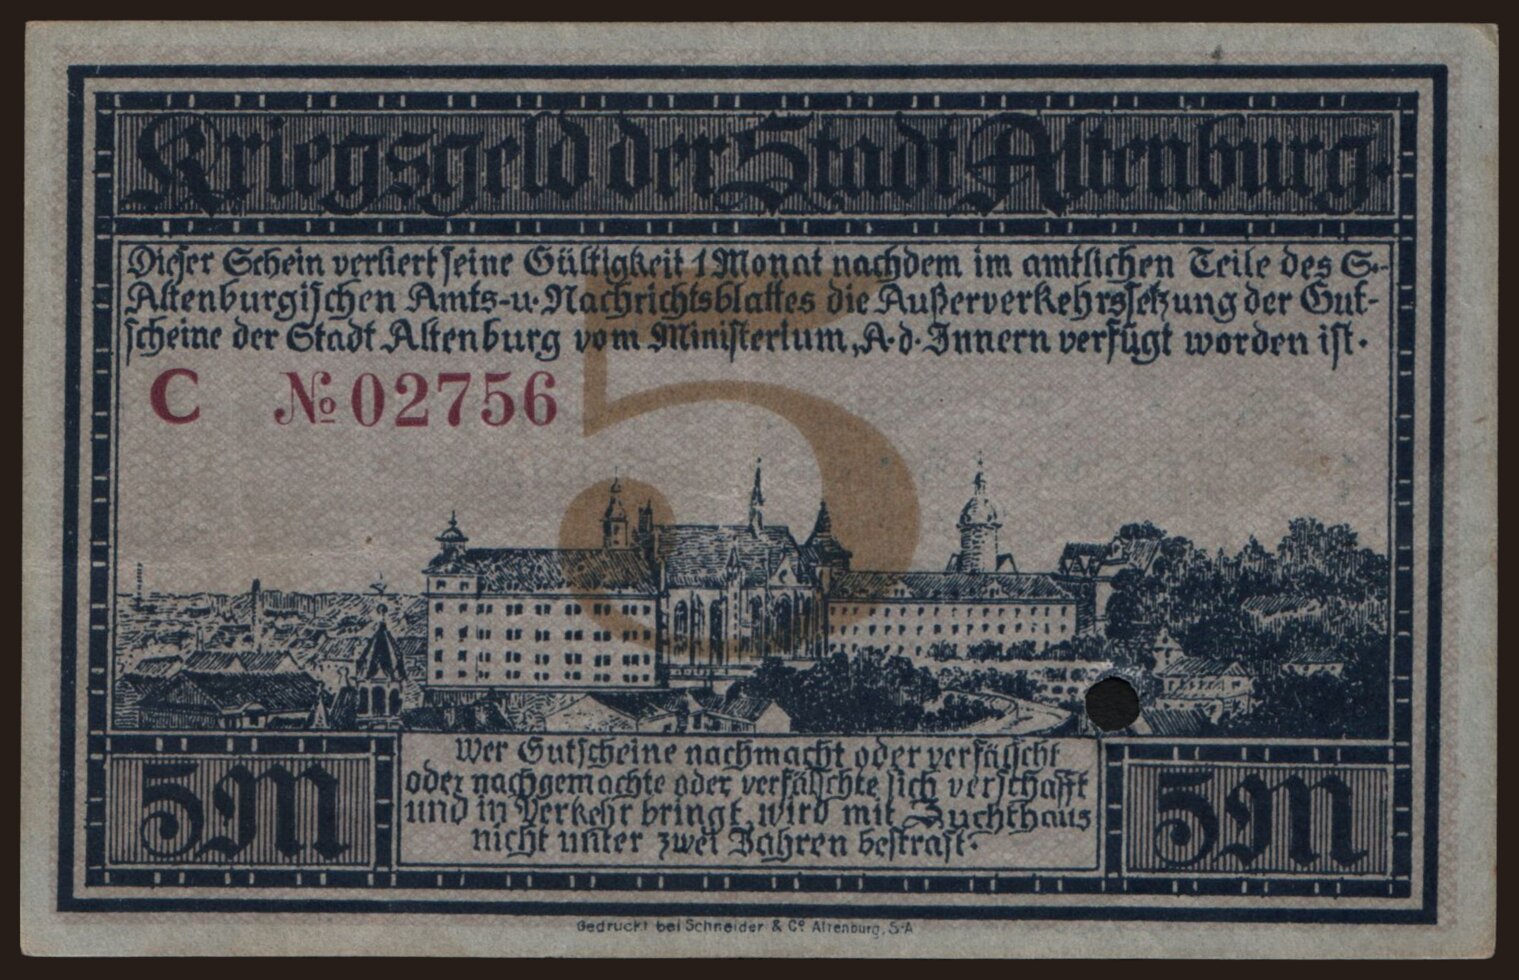 Kriegsgeld der Stadt Altenburg.
Dieser Schein verliert seine Gültigkeit 1 Monat nachdem im amtlichen Teile des S.-
Altenburgischen Amts- u. Nachrichtsblattes die Außerverkehrssetzung der Gut-
scheine der Stadt Altenburg vom Ministerium, A. d. Innern verfügt worden ist.
C № 02756
5
Wer Gutscheine nachmacht oder verfälscht
oder nachgemachte oder verfälschte sich verschafft
und in Verkehr bringt, wird mit Zuchthaus
nicht unter zwei Jahren bestraft.
5M
5M
Gedruckt bei Schneider & Co Altenburg, S-A